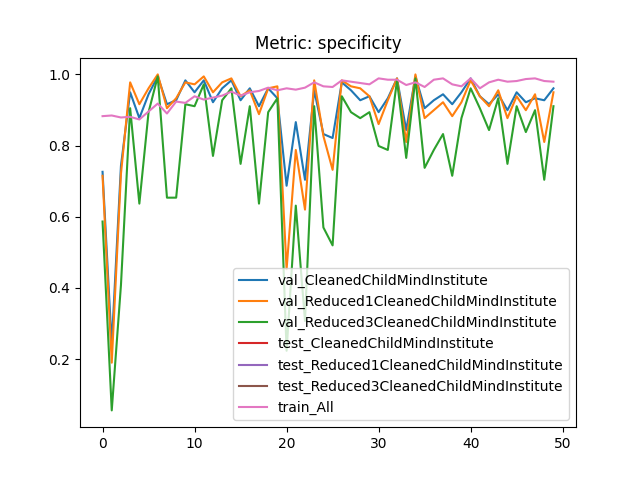 Metric: specificity
1.0
0.8
0.6
0.4
0.2
val_CleanedChildMindInstitute
val_Reduced1CleanedChildMindInstitute
val_Reduced3CleanedChildMindInstitute
test_CleanedChildMindInstitute
test_Reduced1CleanedChildMindInstitute
test_Reduced3CleanedChildMindInstitute
train_All
0 10 20 30 40 50